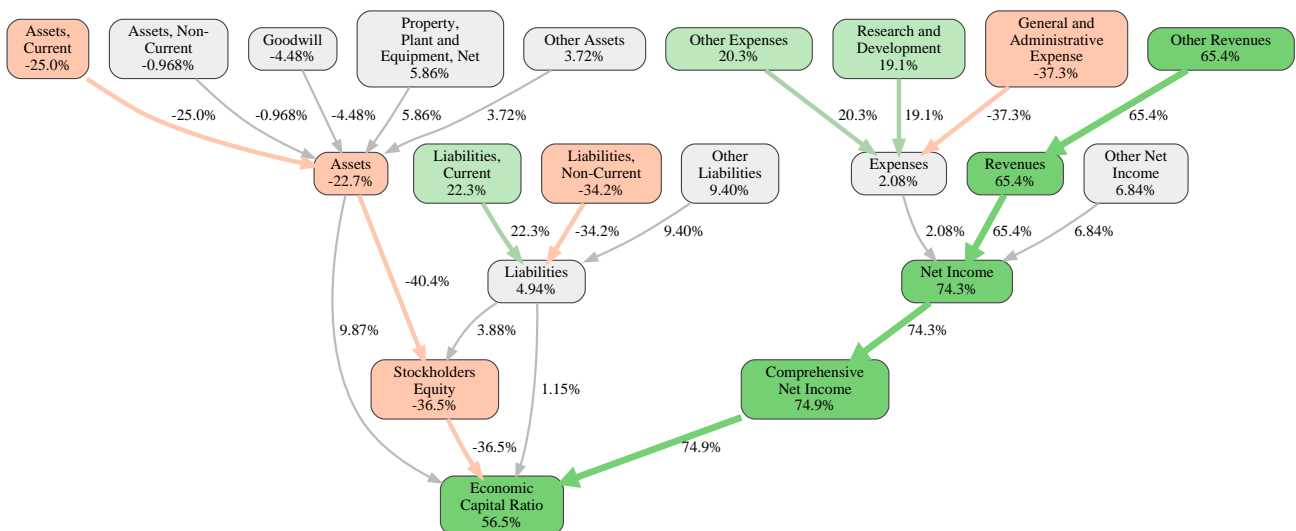 Assets,
Current
-25.0%
Assets, Non-
Current
-0.968%
Goodwill
-4.48%
Property,
Plant and
Equipment, Net
5.86%
Other Assets
3.72%
Other Expenses
20.3%
Research and
Development
19.1%
General and
Administrative
Expense
-37.3%
Other Revenues
65.4%
-25.0%
-0.968%
-4.48%
5.86%
3.72%
20.3%
19.1%
-37.3%
65.4%
Assets
-22.7%
Liabilities,
Current
22.3%
Liabilities,
Non-Current
-34.2%
Other
Liabilities
9.40%
Expenses
2.08%
Revenues
65.4%
Other Net
Income
6.84%
22.3%
-34.2%
9.40%
2.08%
65.4%
6.84%
-40.4%
Liabilities
4.94%
Net Income
74.3%
9.87%
3.88%
74.3%
Stockholders
Equity
-36.5%
1.15%
Comprehensive
Net Income
74.9%
-36.5%
74.9%
Economic
Capital Ratio
56.5%